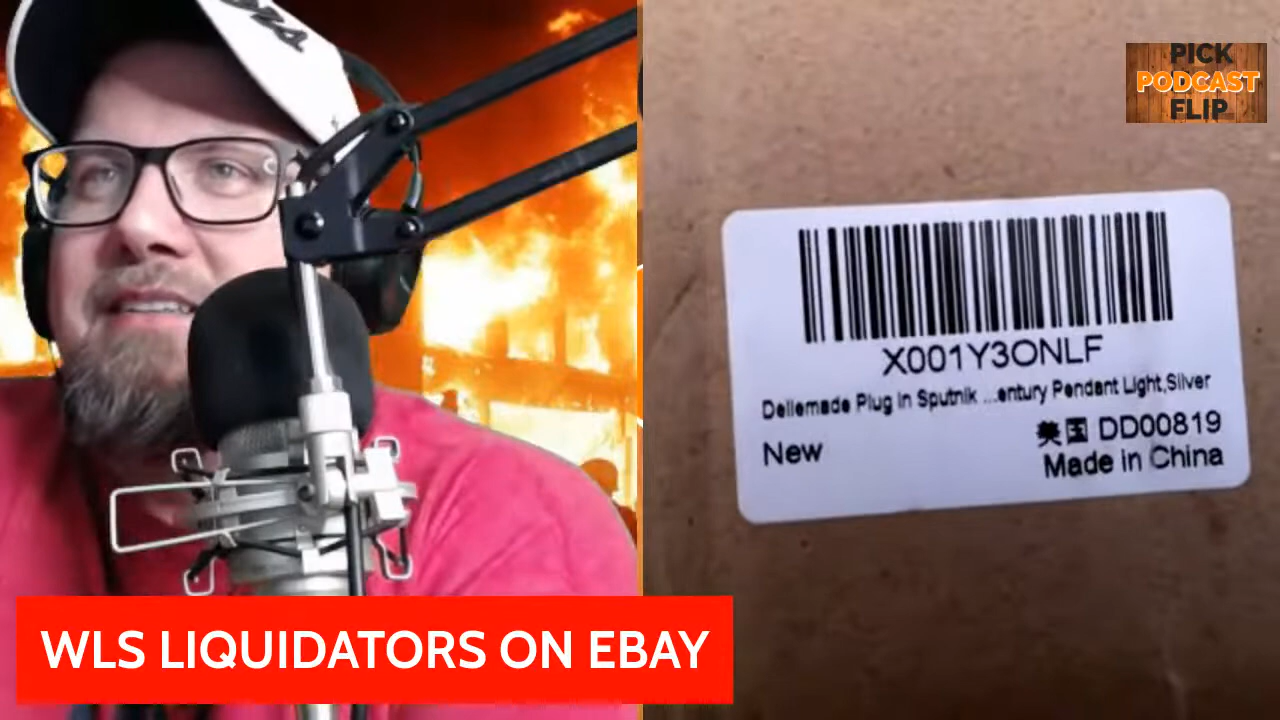 PICK
PODCAST
FLIP
X001Y3ONLF
Dellemade Plug in Sputnik ...entury Pendant Light,Silver
New
美国 DD00819
Made in China
WLS LIQUIDATORS ON EBAY